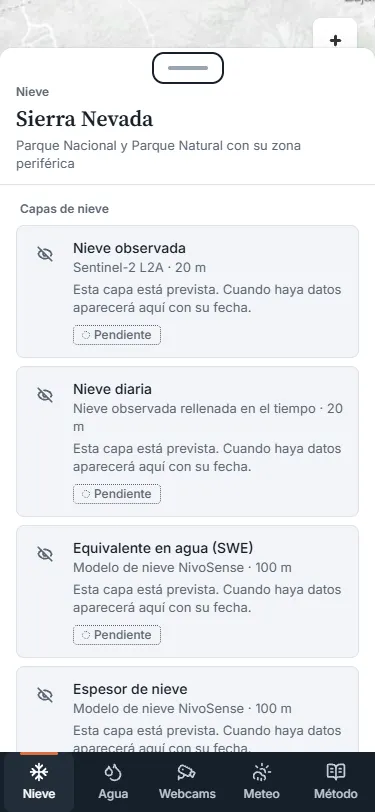 +
Nieve
Sierra Nevada
Parque Nacional y Parque Natural con su zona
periférica
Capas de nieve
Nieve observada
Sentinel-2 L2A · 20 m
Esta capa está prevista. Cuando haya datos
aparecerá aquí con su fecha.
Pendiente
Nieve diaria
Nieve observada rellenada en el tiempo · 20
m
Esta capa está prevista. Cuando haya datos
aparecerá aquí con su fecha.
Pendiente
Equivalente en agua (SWE)
Modelo de nieve NivoSense · 100 m
Esta capa está prevista. Cuando haya datos
aparecerá aquí con su fecha.
Pendiente
Espesor de nieve
Modelo de nieve NivoSense · 100 m
Esta capa está prevista. Cuando haya datos
aparecerá aquí con su fecha.
Nieve
Agua
Webcams
Meteo
Método